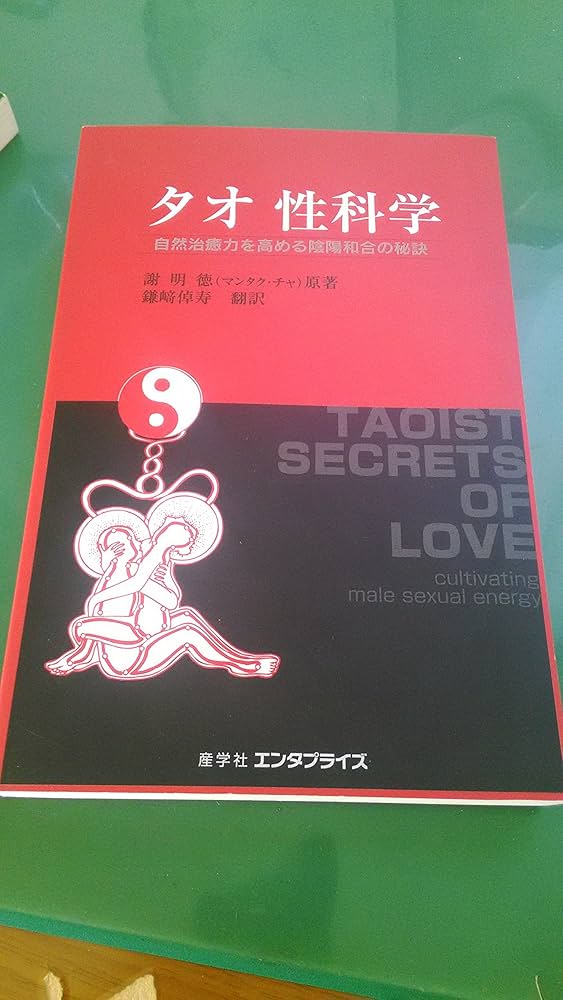 タオ 性科学
自然治癒力を高める陰陽和合の秘訣
謝 明 徳(マンタク・チャ)原著
鎌﨑倬寿 翻訳
TAOIST
SECRETS
OF
LOVE
cultivating
male sexual energy
産学社 エンタプライズ